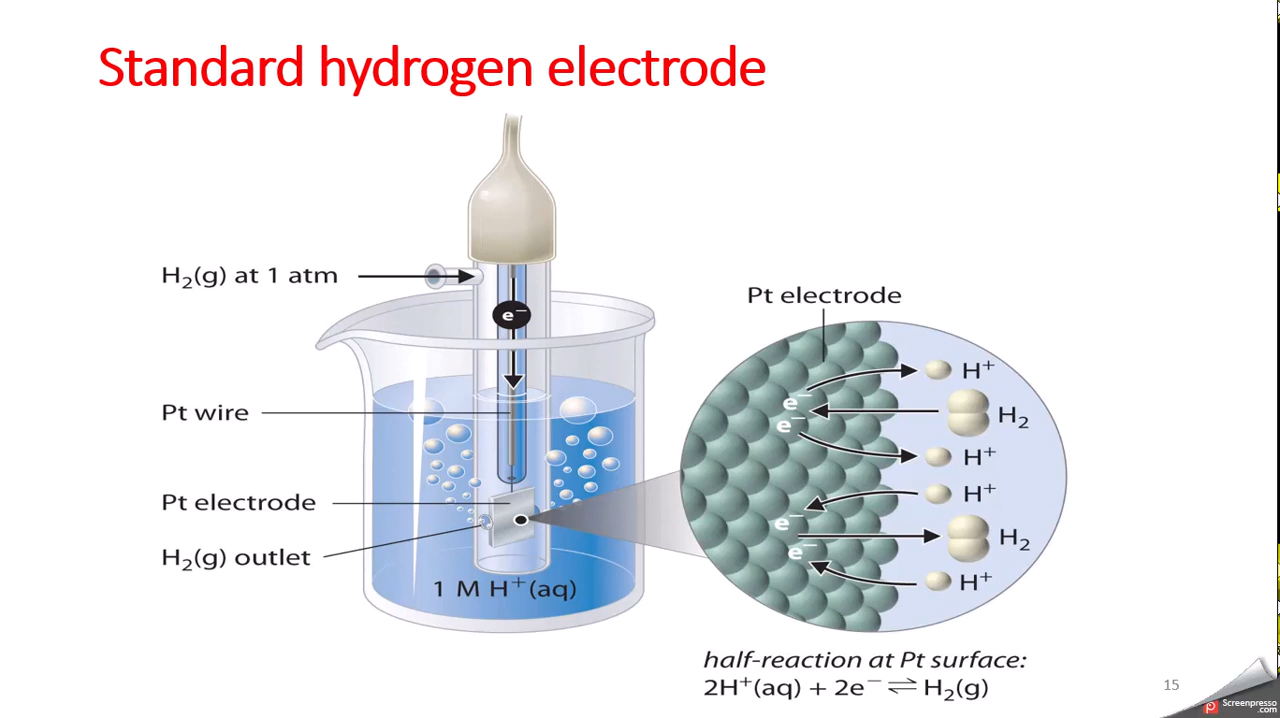 Standard hydrogen electrode
H₂(g) at 1 atm
e⁻
Pt wire
Pt electrode
H₂(g) outlet
1 M H⁺(aq)
Pt electrode
H⁺
e⁻
H₂
e⁻
H⁺
H⁺
e⁻
H₂
e⁻
H⁺
half-reaction at Pt surface:
2H⁺(aq) + 2e⁻ ⇌ H₂(g)
15
Screenpresso
.com